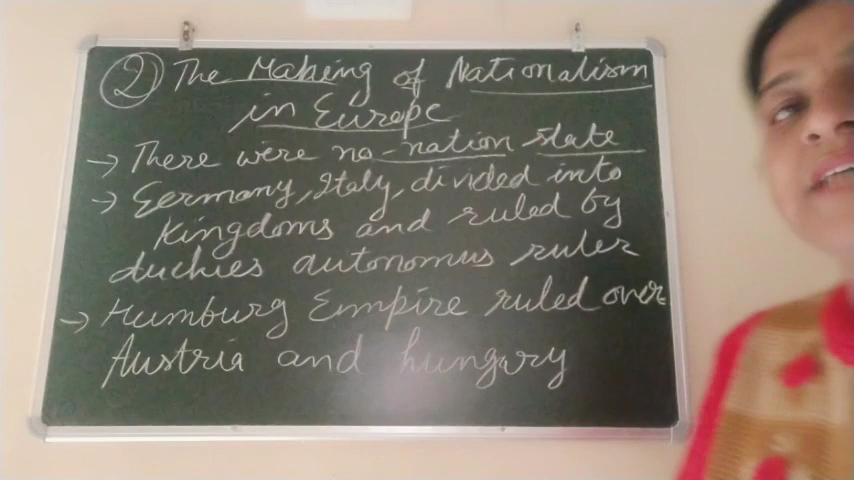 ② The Making of Nationalism
in Europe
→ There were no-nation state
→ Germany, Italy, divided into
Kingdoms and ruled by
duchies autonomus ruler
→ Humburg Empire ruled over
Austria and hungary